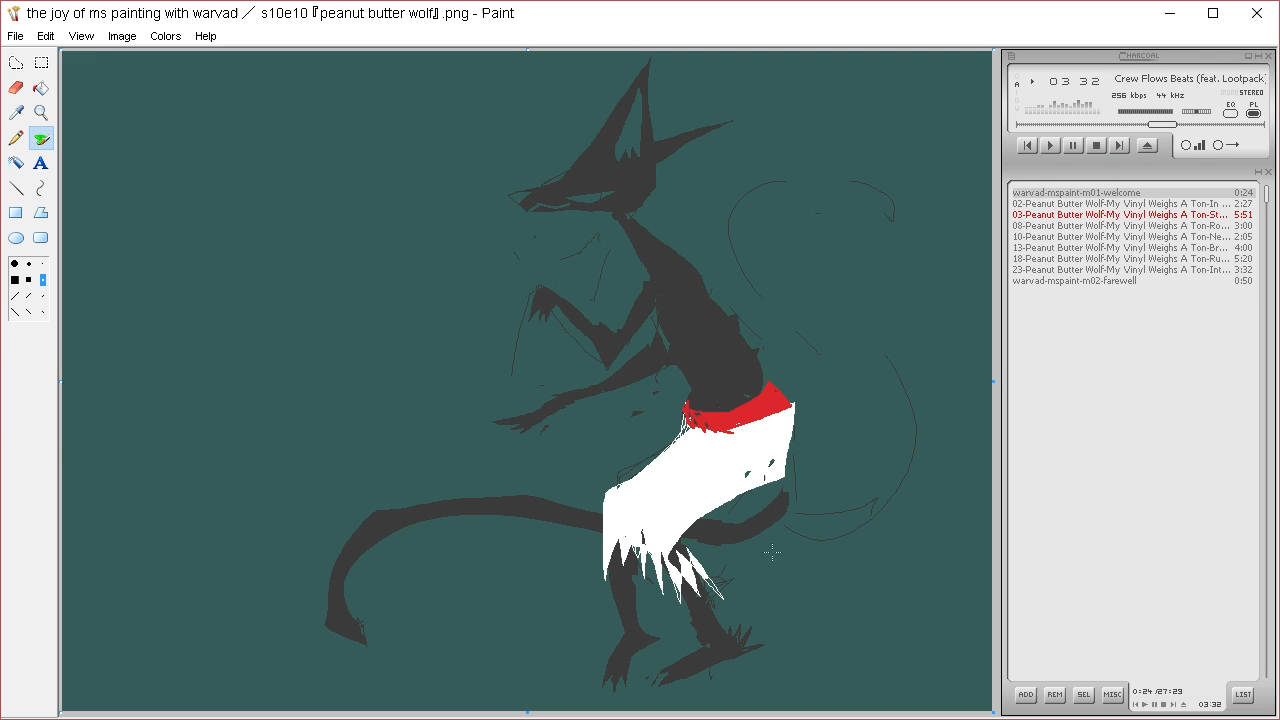 the joy of ms painting with warvad ／ s10e10『peanut butter wolf』.png - Paint
File Edit View Image Colors Help
A
CHARCOAL
03 32 Crew Flows Beats (feat. Lootpack)
256 kbps 44 kHz STEREO
EQ PL
warvad-mspaint-m01-welcome 0:24
02-Peanut Butter Wolf-My Vinyl Weighs A Ton-In ... 2:27
03-Peanut Butter Wolf-My Vinyl Weighs A Ton-St... 5:51
08-Peanut Butter Wolf-My Vinyl Weighs A Ton-Ro... 3:00
10-Peanut Butter Wolf-My Vinyl Weighs A Ton-Ne... 2:05
13-Peanut Butter Wolf-My Vinyl Weighs A Ton-Br... 4:00
18-Peanut Butter Wolf-My Vinyl Weighs A Ton-Ru... 5:20
23-Peanut Butter Wolf-My Vinyl Weighs A Ton-Int... 3:32
warvad-mspaint-m02-farewell 0:50
ADD REM SEL MISC 0:24 /27:29 LIST
03:32